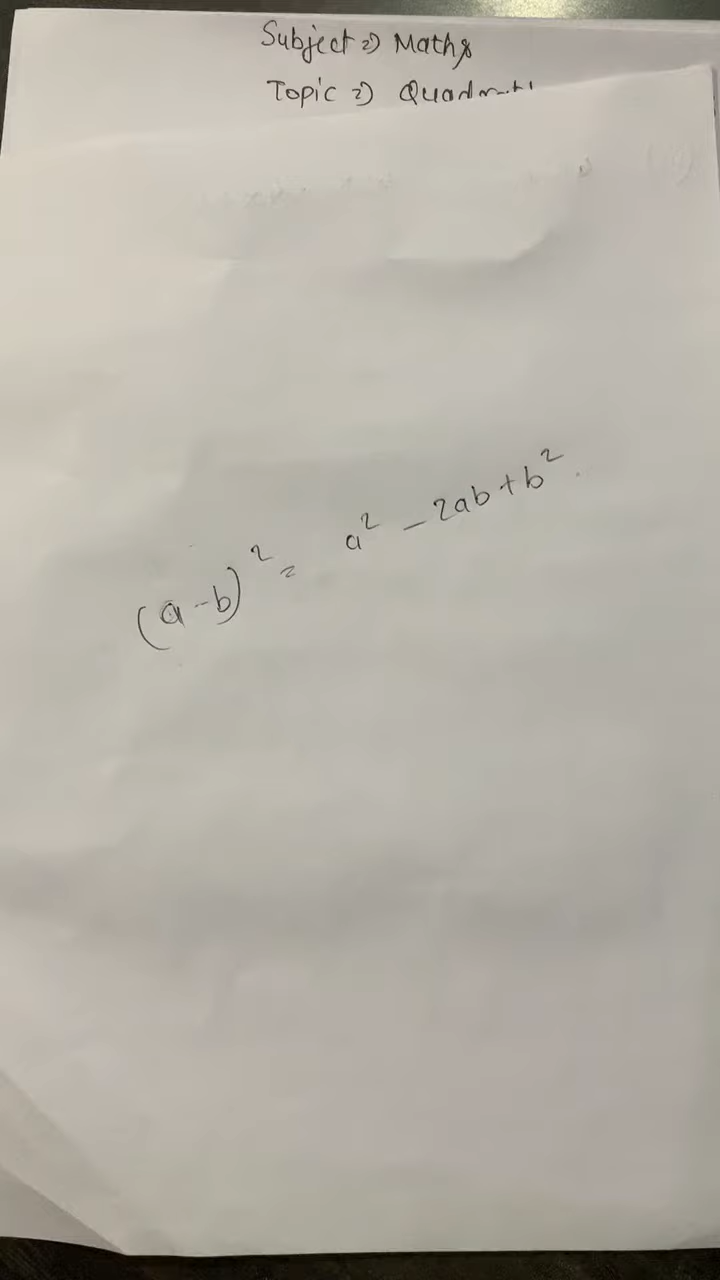 Subject => Maths
Topic =>
(a-b)² = a² - 2ab + b².